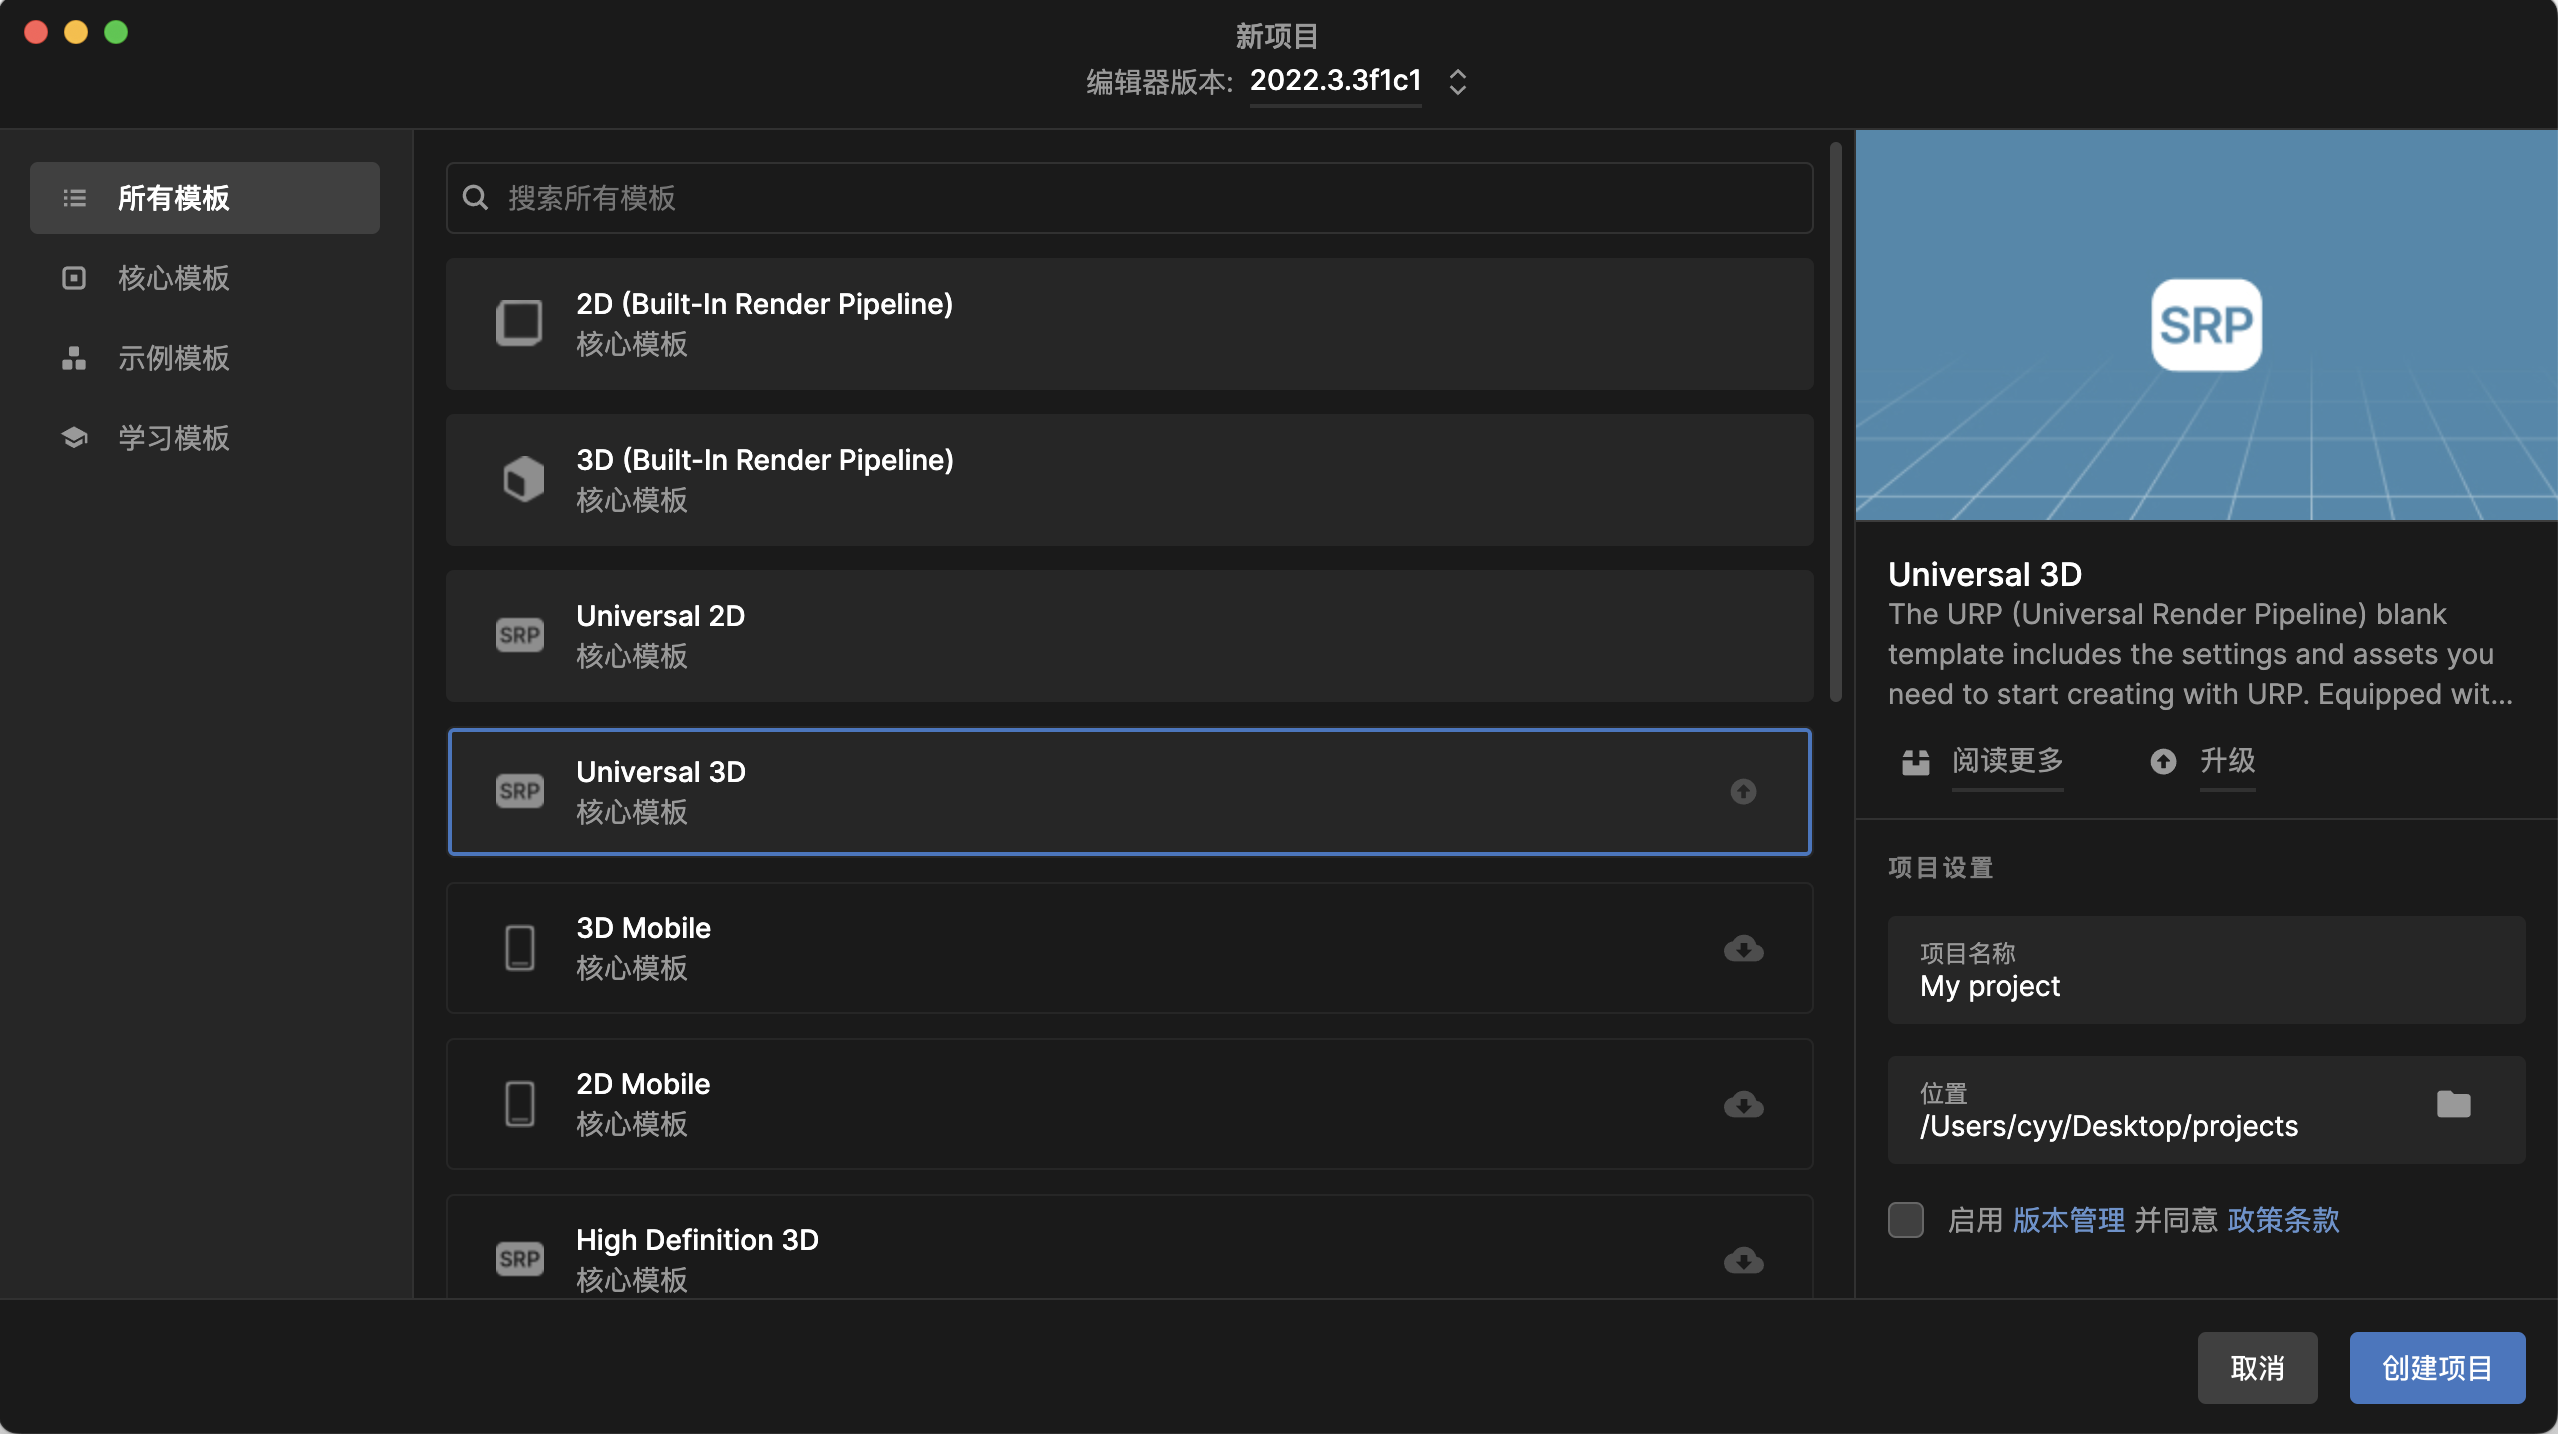 新项目
编辑器版本: 2022.3.3f1c1
所有模板
核心模板
示例模板
学习模板
搜索所有模板
2D (Built-In Render Pipeline)
核心模板
3D (Built-In Render Pipeline)
核心模板
SRP
Universal 2D
核心模板
SRP
Universal 3D
核心模板
3D Mobile
核心模板
2D Mobile
核心模板
SRP
High Definition 3D
核心模板
SRP
Universal 3D
The URP (Universal Render Pipeline) blank
template includes the settings and assets you
need to start creating with URP. Equipped wit...
阅读更多
升级
项目设置
项目名称
My project
位置
/Users/cyy/Desktop/projects
启用 版本管理 并同意 政策条款
取消
创建项目